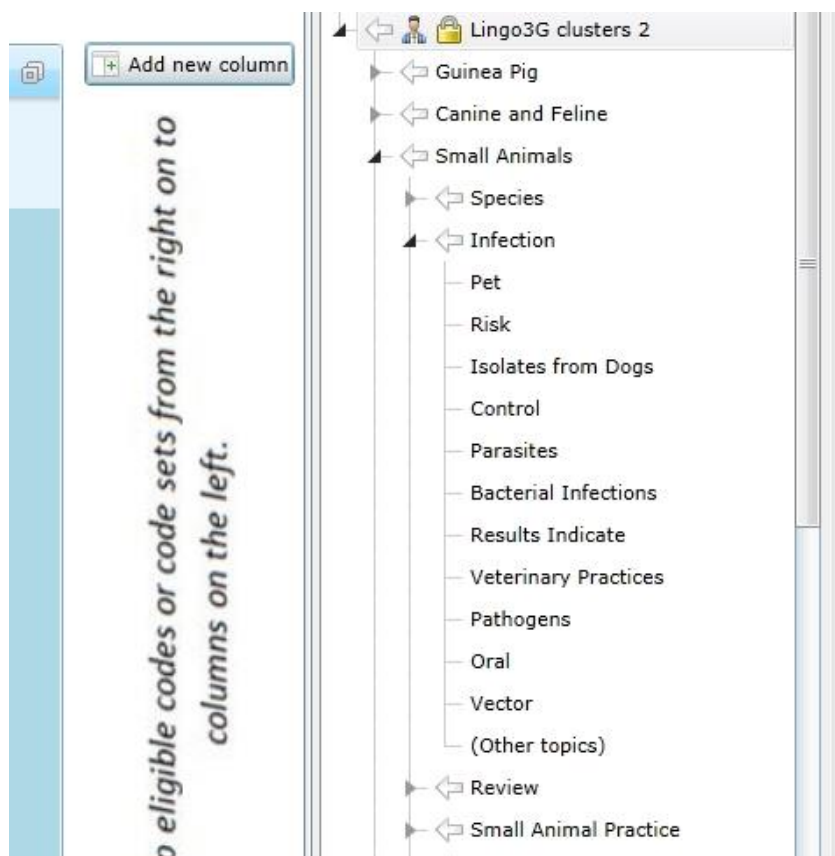 Add new column
eligible codes or code sets from the right on to
columns on the left.
Lingo3G clusters 2
Guinea Pig
Canine and Feline
Small Animals
Species
Infection
Pet
Risk
Isolates from Dogs
Control
Parasites
Bacterial Infections
Results Indicate
Veterinary Practices
Pathogens
Oral
Vector
(Other topics)
Review
Small Animal Practice